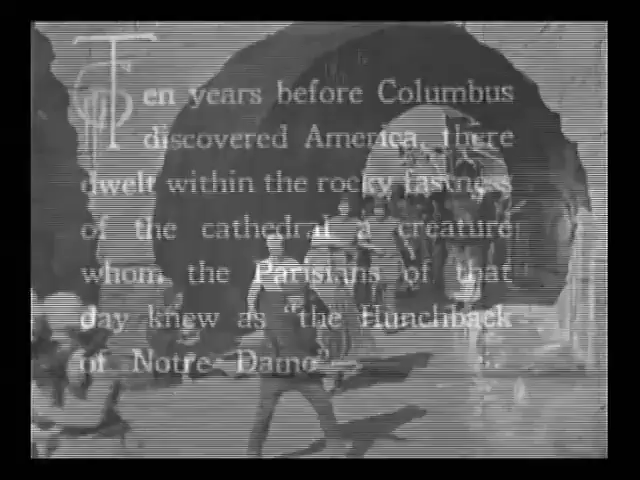 Ten years before Columbus
discovered America, there
dwelt within the rocky fastness
of the cathedral a creature
whom the Parisians of that
day knew as "the Hunchback
of Notre Dame"